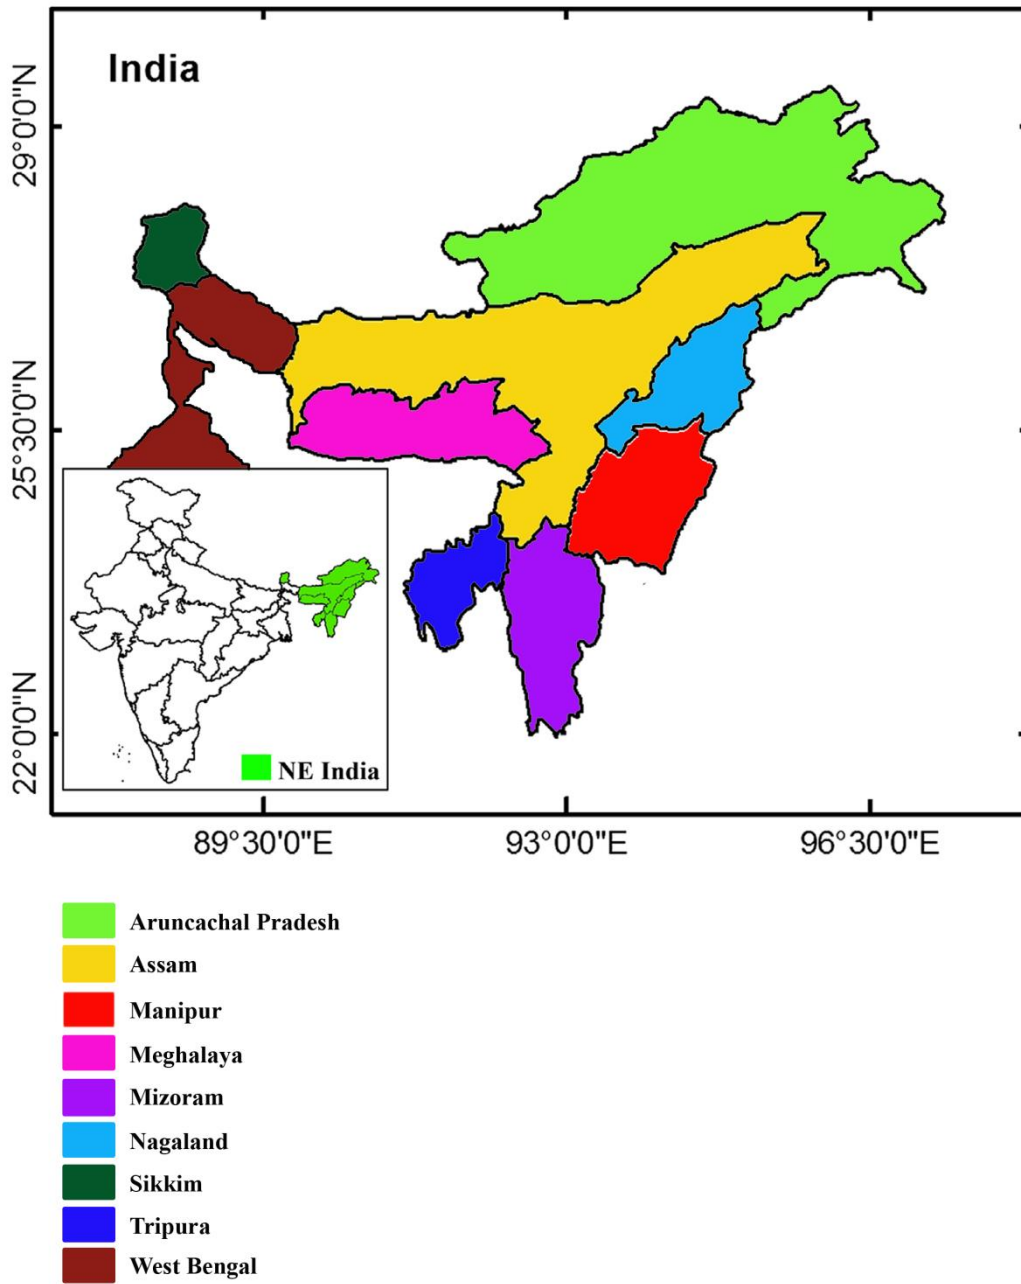 India
29°0'0"N
25°30'0"N
22°0'0"N
NE India
89°30'0"E
93°0'0"E
96°30'0"E
Aruncachal Pradesh
Assam
Manipur
Meghalaya
Mizoram
Nagaland
Sikkim
Tripura
West Bengal